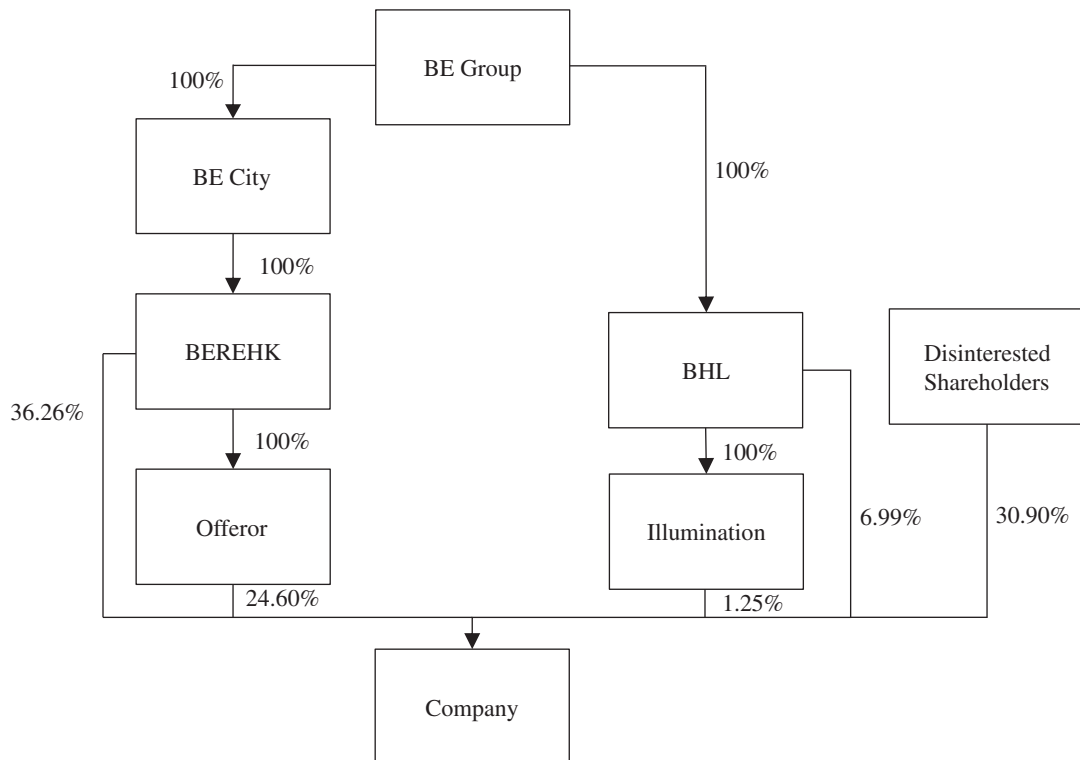 BE Group
100%
BE City
100%
100%
BEREHK
BHL
Disinterested
Shareholders
36.26%
100%
100%
Offeror
Illumination
6.99%
30.90%
24.60%
1.25%
Company